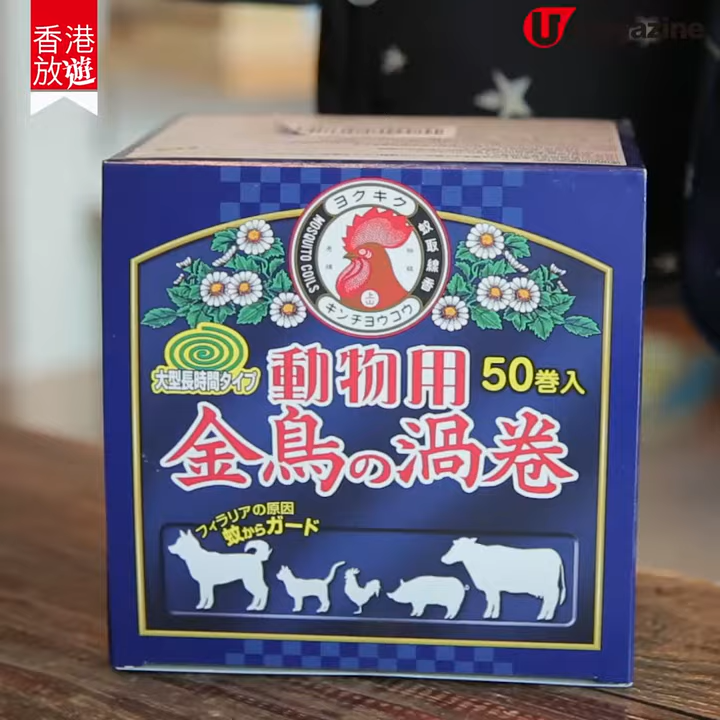 香港
放遊
U magazine
ヨクキク
MOSQUITO COILS
蚊取線香
キンチヨウコウ
大型長時間タイプ
動物用
50巻入
金鳥の渦巻
フィラリアの原因
蚊からガード